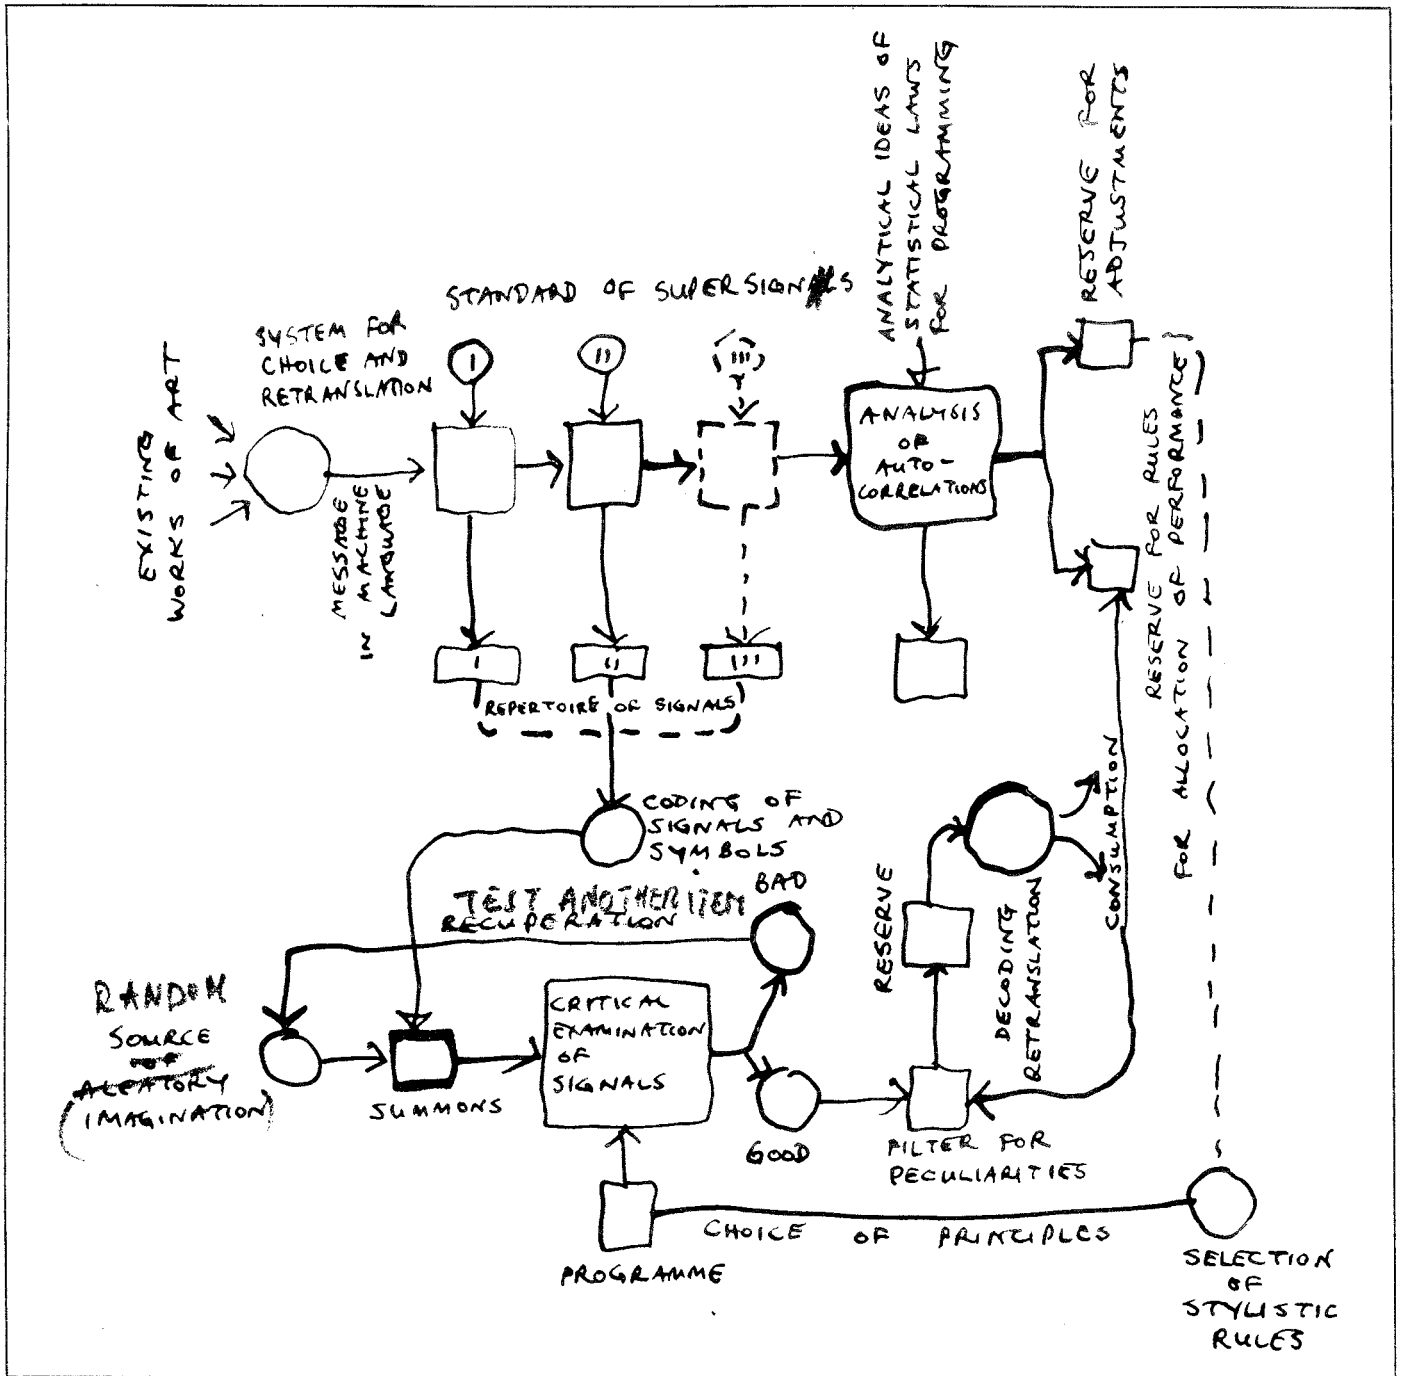 ANALYTICAL IDEAS OF
STATISTICAL LAWS
FOR PROGRAMMING
RESERVE FOR
ADJUSTMENTS
STANDARD OF SUPERSIGNALS
SYSTEM FOR
CHOICE AND
RETRANSLATION
I
II
III
EXISTING
WORKS OF ART
MESSAGE
IN MACHINE
LANGUAGE
ANALYSIS
OF
AUTO-
CORRELATIONS
RESERVE FOR RULES
FOR ALLOCATION OF PERFORMANCE
I
II
III
REPERTOIRE OF SIGNALS
CODING OF
SIGNALS AND
SYMBOLS
TEST ANOTHER ITEM
RECUPERATION
BAD
RESERVE
DECODING
RETRANSLATION
CONSUMPTION
RANDOM
SOURCE
OF
ALEATORY
(IMAGINATION)
SUMMONS
CRITICAL
EXAMINATION
OF
SIGNALS
GOOD
FILTER FOR
PECULIARITIES
PROGRAMME
CHOICE OF PRINCIPLES
SELECTION
OF
STYLISTIC
RULES